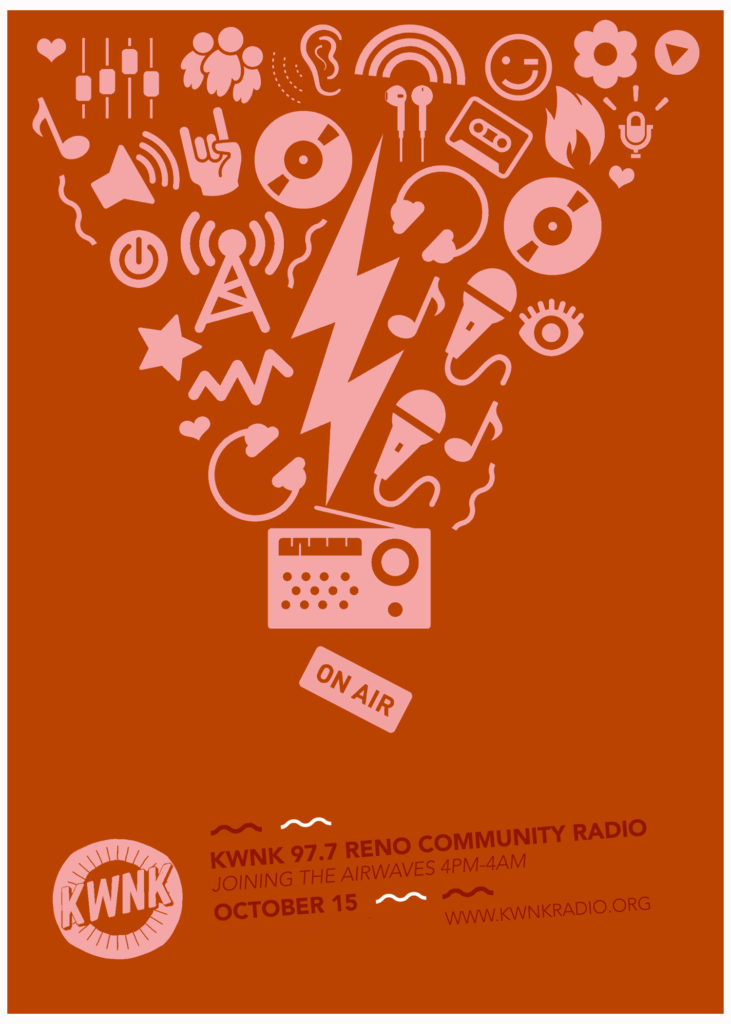 ON AIR
KWNK
KWNK 97.7 RENO COMMUNITY RADIO
JOINING THE AIRWAVES 4PM-4AM
OCTOBER 15
WWW.KWNKRADIO.ORG